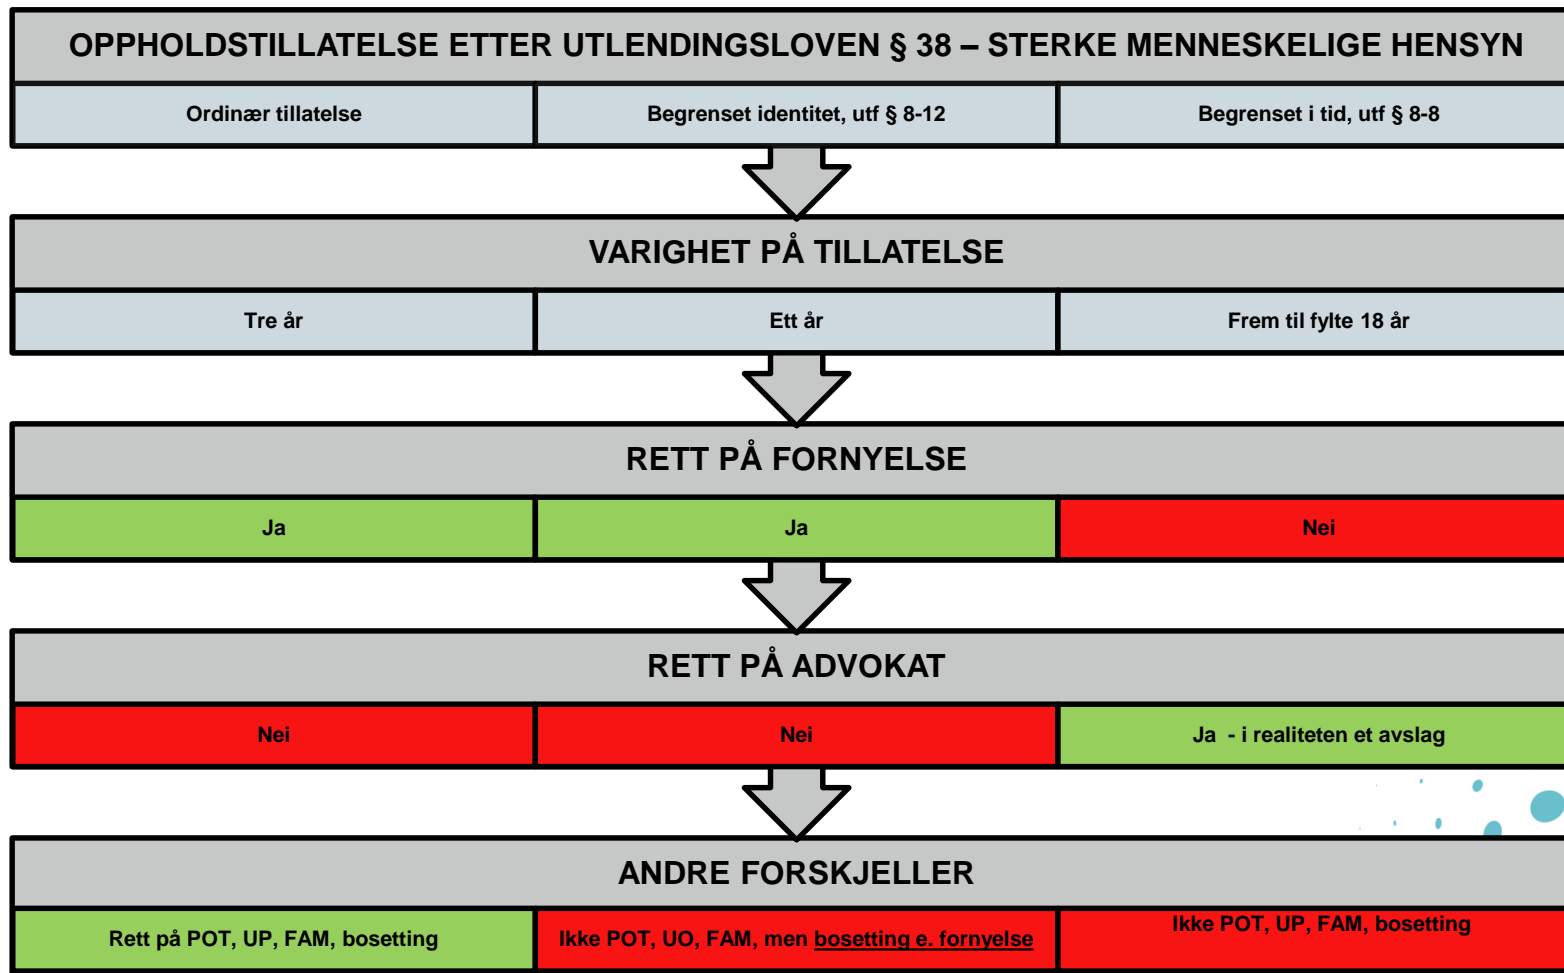 OPPHOLDSTILLATELSE ETTER UTLENDINGSLOVEN § 38 – STERKE MENNESKELIGE HENSYN
Ordinær tillatelse
Begrenset identitet, utf § 8-12
Begrenset i tid, utf § 8-8
VARIGHET PÅ TILLATELSE
Tre år
Ett år
Frem til fylte 18 år
RETT PÅ FORNYELSE
Ja
Ja
Nei
RETT PÅ ADVOKAT
Nei
Nei
Ja - i realiteten et avslag
ANDRE FORSKJELLER
Rett på POT, UP, FAM, bosetting
Ikke POT, UO, FAM, men bosetting e. fornyelse
Ikke POT, UP, FAM, bosetting